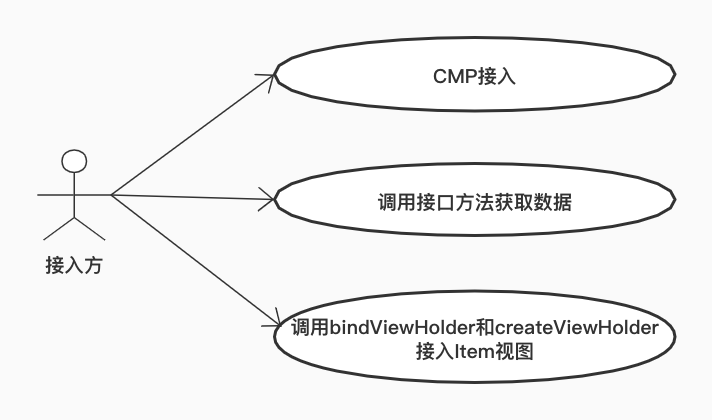 CMP接入
调用接口方法获取数据
接入方
调用bindViewHolder和createViewHolder
接入Item视图